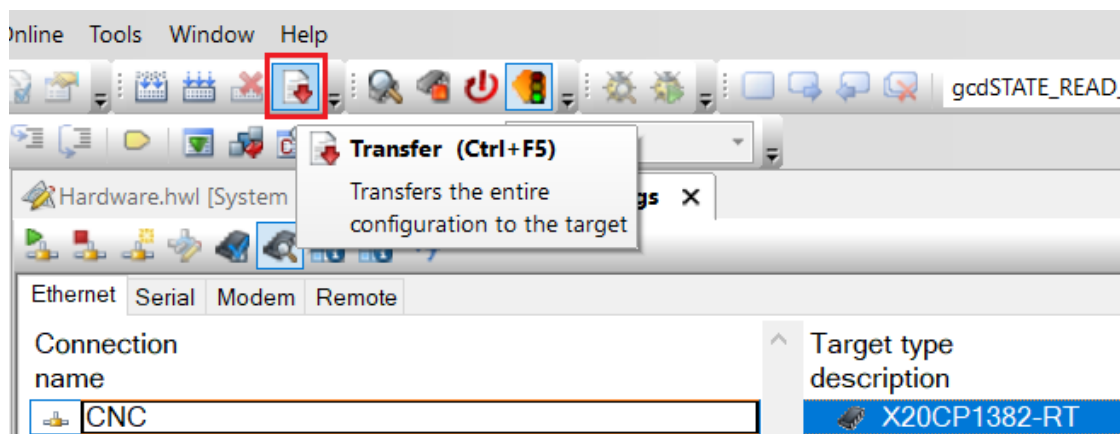 Online Tools Window Help
gcdSTATE_READ_
Transfer (Ctrl+F5)
Transfers the entire
configuration to the target
Hardware.hwl [System
gs X
Ethernet Serial Modem Remote
Connection
name
Target type
description
CNC
X20CP1382-RT